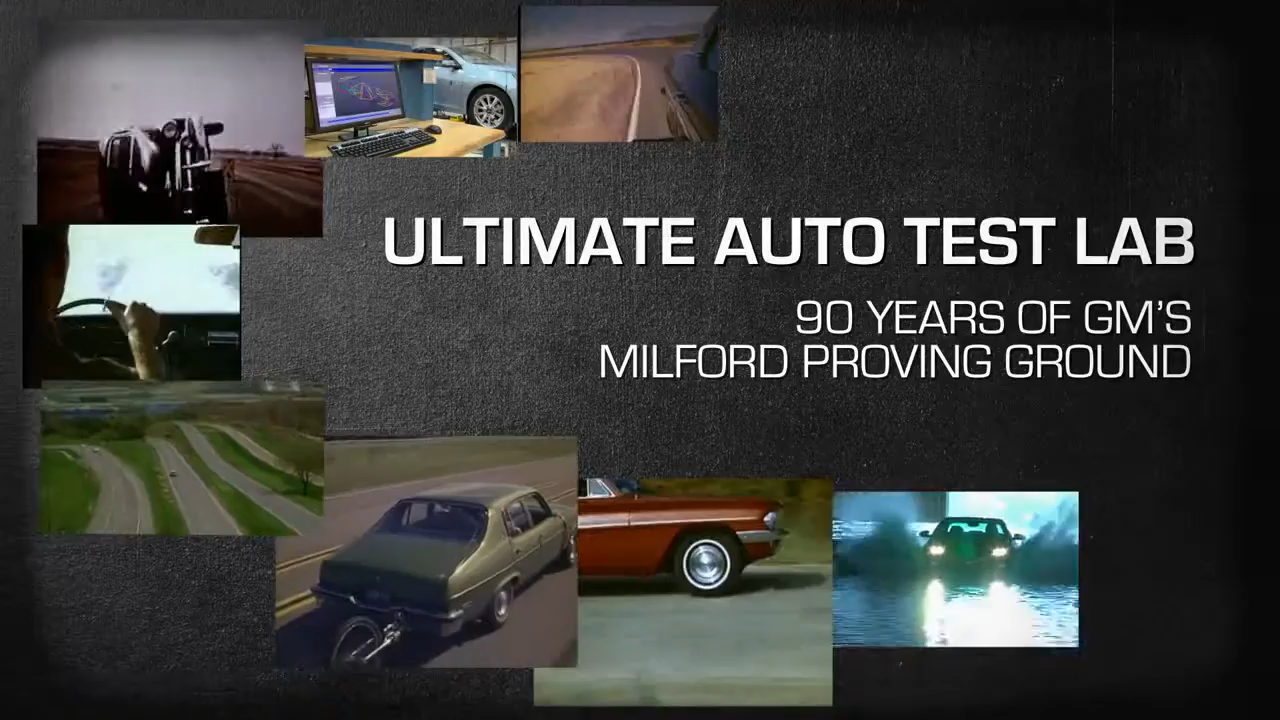 ULTIMATE AUTO TEST LAB
90 YEARS OF GM'S
MILFORD PROVING GROUND